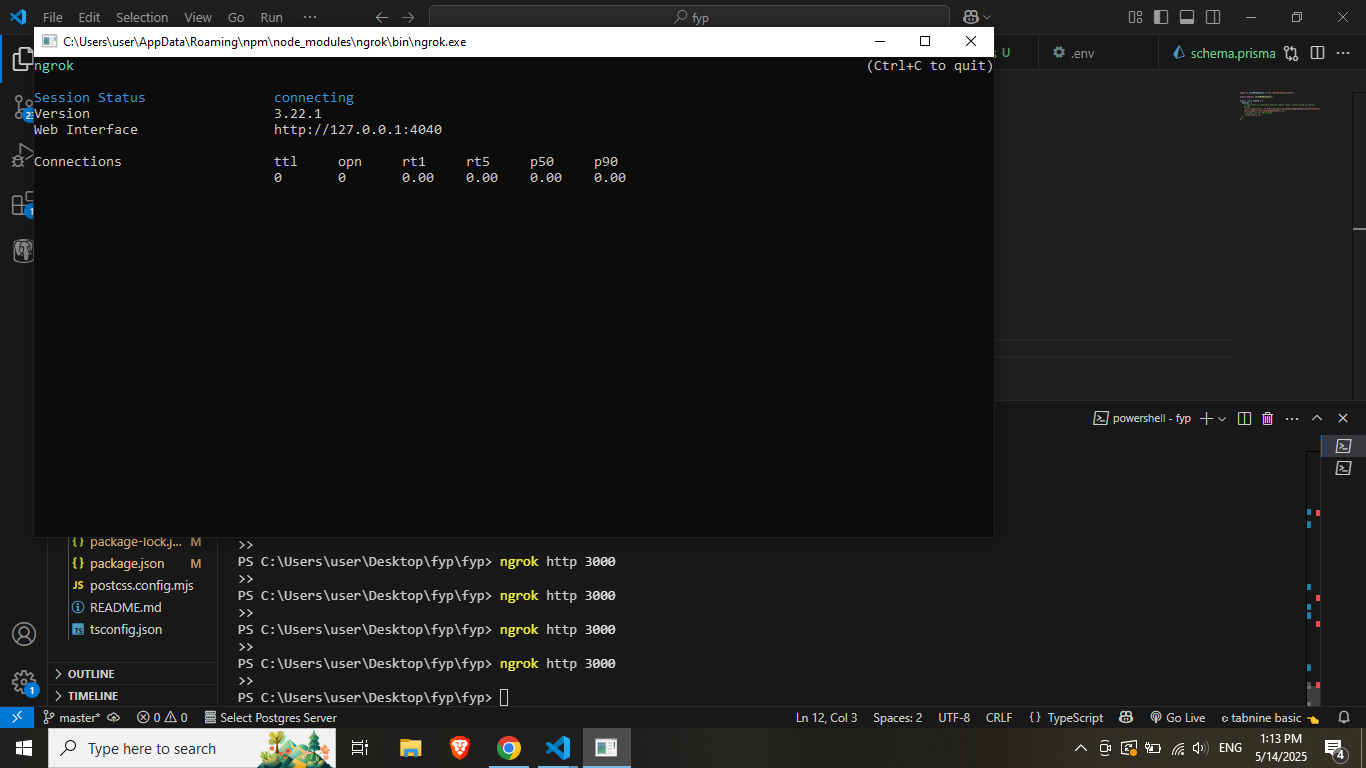 File Edit Selection View Go Run ··· fyp
C:\Users\user\AppData\Roaming\npm\node_modules\ngrok\bin\ngrok.exe
ngrok (Ctrl+C to quit)
s U .env schema.prisma
Session Status connecting
Version 3.22.1
Web Interface http://127.0.0.1:4040
Connections ttl opn rt1 rt5 p50 p90
0 0 0.00 0.00 0.00 0.00
powershell - fyp
>>
{} package-lock.j... M
PS C:\Users\user\Desktop\fyp\fyp> ngrok http 3000
{} package.json M
>>
JS postcss.config.mjs
PS C:\Users\user\Desktop\fyp\fyp> ngrok http 3000
README.md
>>
TS tsconfig.json
PS C:\Users\user\Desktop\fyp\fyp> ngrok http 3000
>>
PS C:\Users\user\Desktop\fyp\fyp> ngrok http 3000
OUTLINE
>>
TIMELINE
PS C:\Users\user\Desktop\fyp\fyp>
1
master* 0 0 Select Postgres Server Ln 12, Col 3 Spaces: 2 UTF-8 CRLF {} TypeScript Go Live tabnine basic
Type here to search ENG 1:13 PM
5/14/2025 4